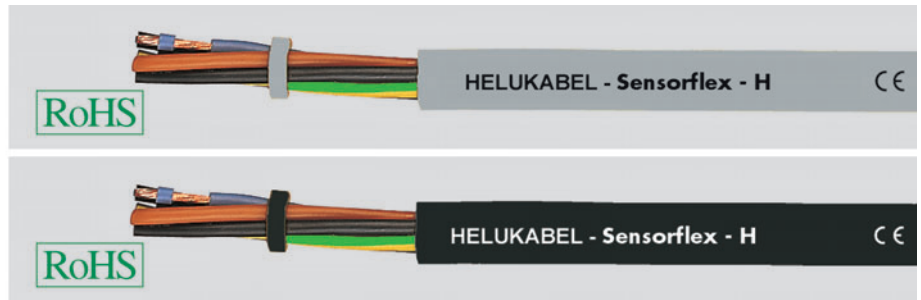 HELUKABEL - Sensorflex - H CE
RoHS
HELUKABEL - Sensorflex - H CE
RoHS